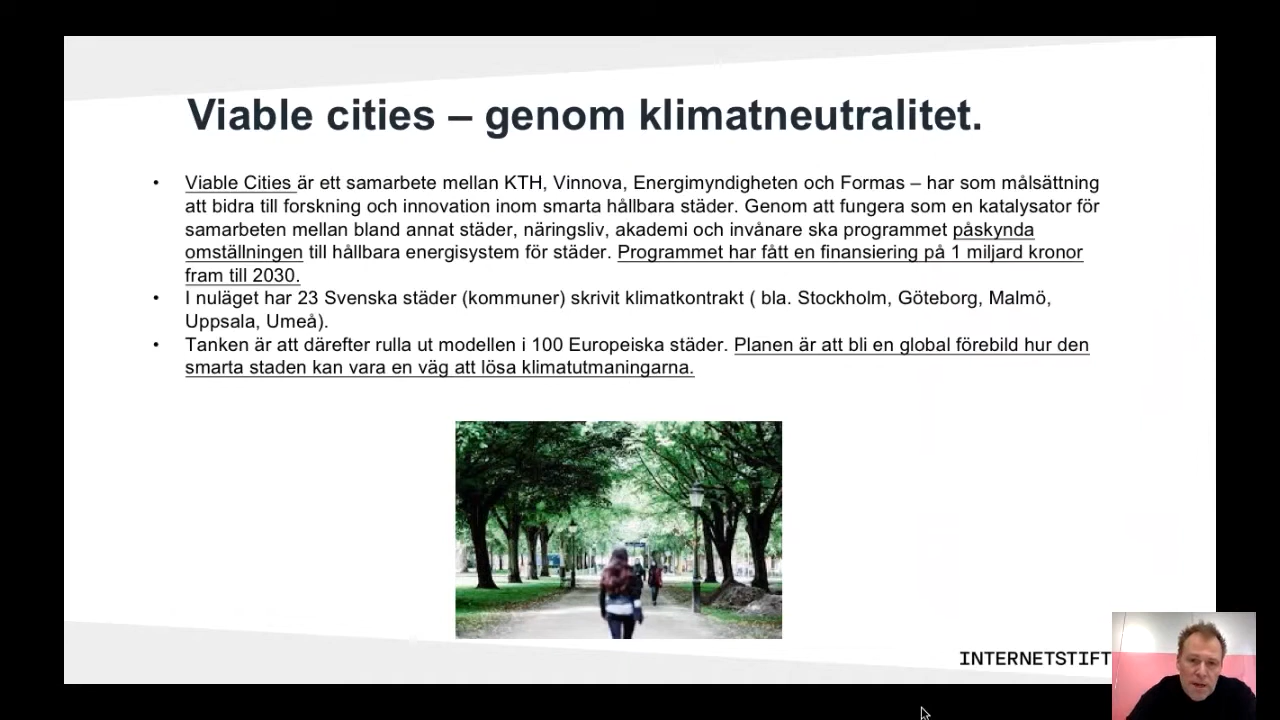 Viable cities – genom klimatneutralitet.
• Viable Cities är ett samarbete mellan KTH, Vinnova, Energimyndigheten och Formas – har som målsättning
att bidra till forskning och innovation inom smarta hållbara städer. Genom att fungera som en katalysator för
samarbeten mellan bland annat städer, näringsliv, akademi och invånare ska programmet påskynda
omställningen till hållbara energisystem för städer. Programmet har fått en finansiering på 1 miljard kronor
fram till 2030.
• I nuläget har 23 Svenska städer (kommuner) skrivit klimatkontrakt ( bla. Stockholm, Göteborg, Malmö,
Uppsala, Umeå).
• Tanken är att därefter rulla ut modellen i 100 Europeiska städer. Planen är att bli en global förebild hur den
smarta staden kan vara en väg att lösa klimatutmaningarna.
INTERNETSTIFT